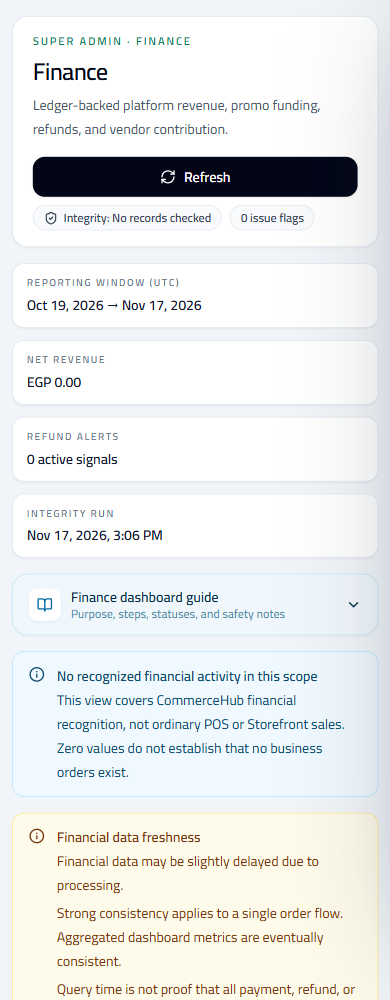 SUPER ADMIN · FINANCE
Finance
Ledger-backed platform revenue, promo funding,
refunds, and vendor contribution.
Refresh
Integrity: No records checked
0 issue flags
REPORTING WINDOW (UTC)
Oct 19, 2026 → Nov 17, 2026
NET REVENUE
EGP 0.00
REFUND ALERTS
0 active signals
INTEGRITY RUN
Nov 17, 2026, 3:06 PM
Finance dashboard guide
Purpose, steps, statuses, and safety notes
No recognized financial activity in this scope
This view covers CommerceHub financial
recognition, not ordinary POS or Storefront sales.
Zero values do not establish that no business
orders exist.
Financial data freshness
Financial data may be slightly delayed due to
processing.
Strong consistency applies to a single order flow.
Aggregated dashboard metrics are eventually
consistent.
Query time is not proof that all payment, refund, or